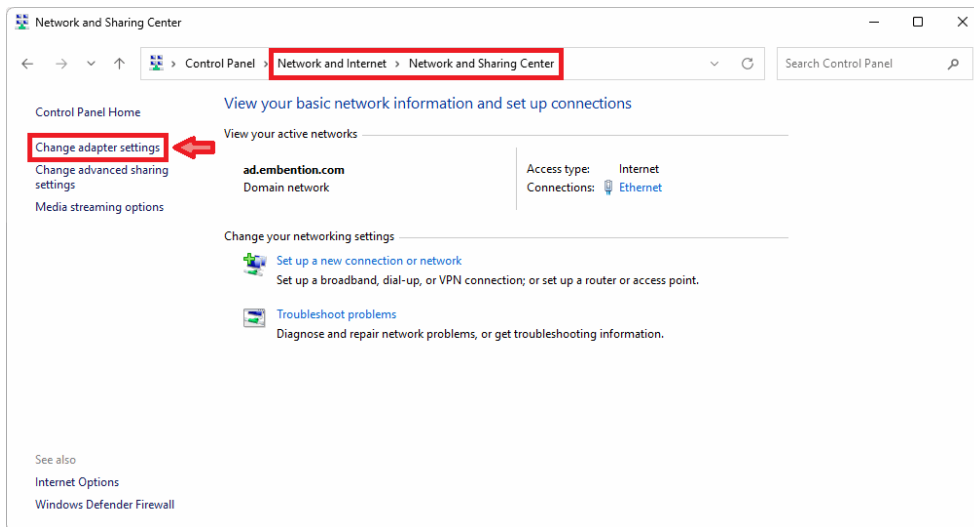 Network and Sharing Center
Control Panel > Network and Internet > Network and Sharing Center
Search Control Panel
Control Panel Home
Change adapter settings
Change advanced sharing
settings
Media streaming options
View your basic network information and set up connections
View your active networks
ad.embention.com
Domain network
Access type: Internet
Connections: Ethernet
Change your networking settings
Set up a new connection or network
Set up a broadband, dial-up, or VPN connection; or set up a router or access point.
Troubleshoot problems
Diagnose and repair network problems, or get troubleshooting information.
See also
Internet Options
Windows Defender Firewall